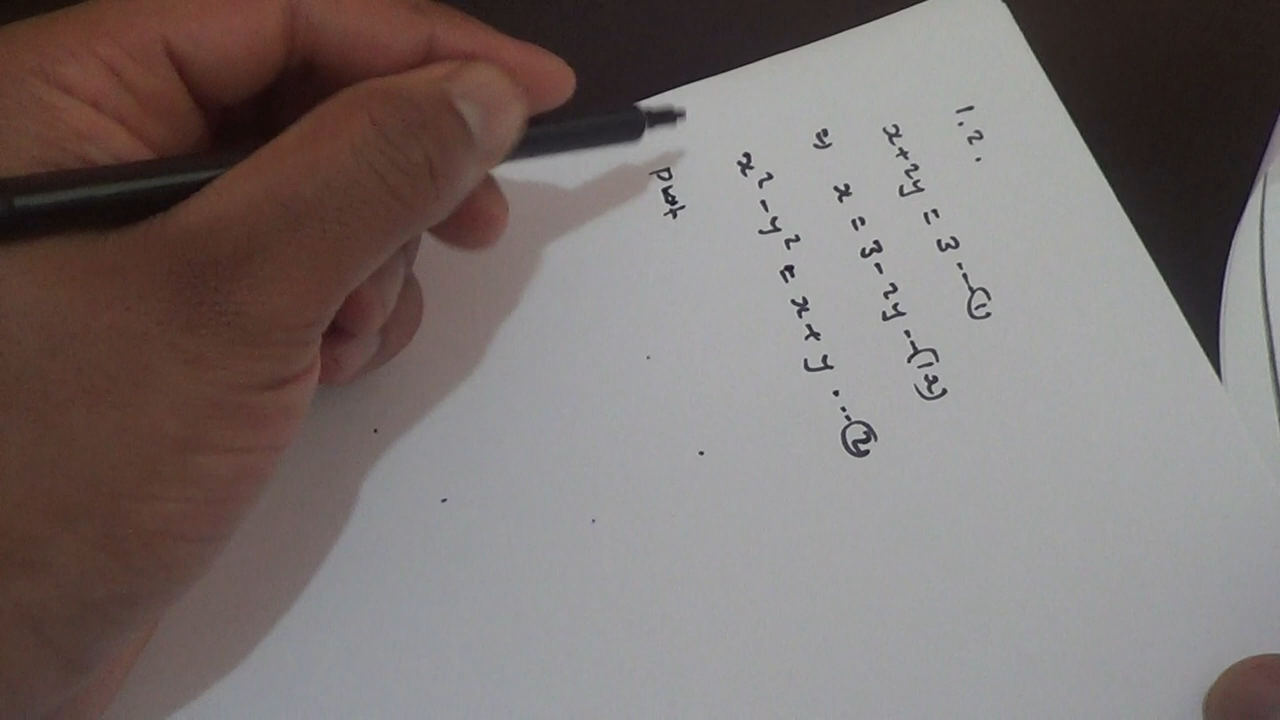 1.2.
x+2y = 3 --(1)
⇒) x = 3-2y --(1a)
x² - y² = x+y . --(2)
put